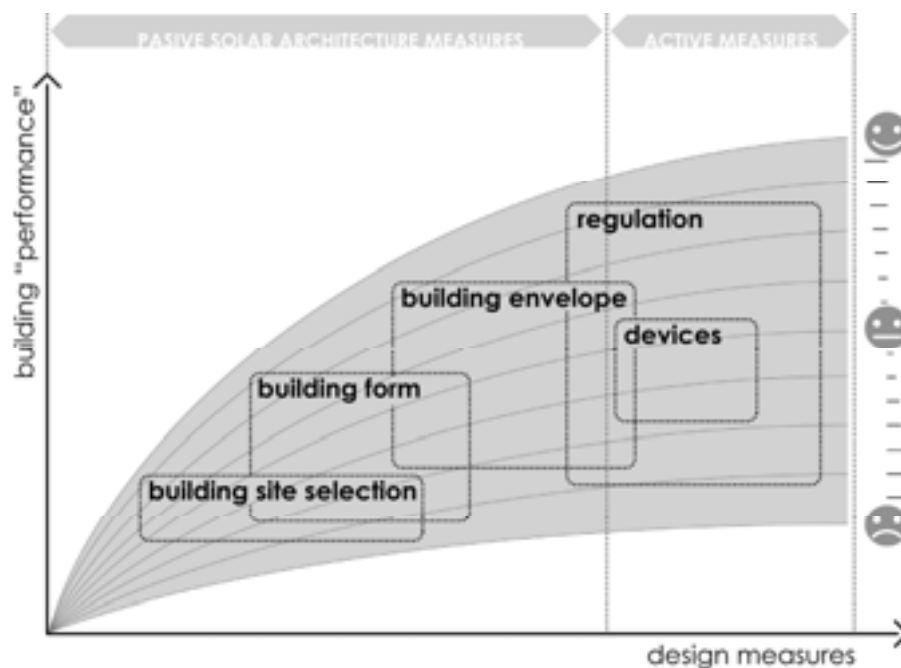 PASIVE SOLAR ARCHITECTURE MEASURES
ACTIVE MEASURES
building "performance"
regulation
building envelope
devices
building form
building site selection
design measures